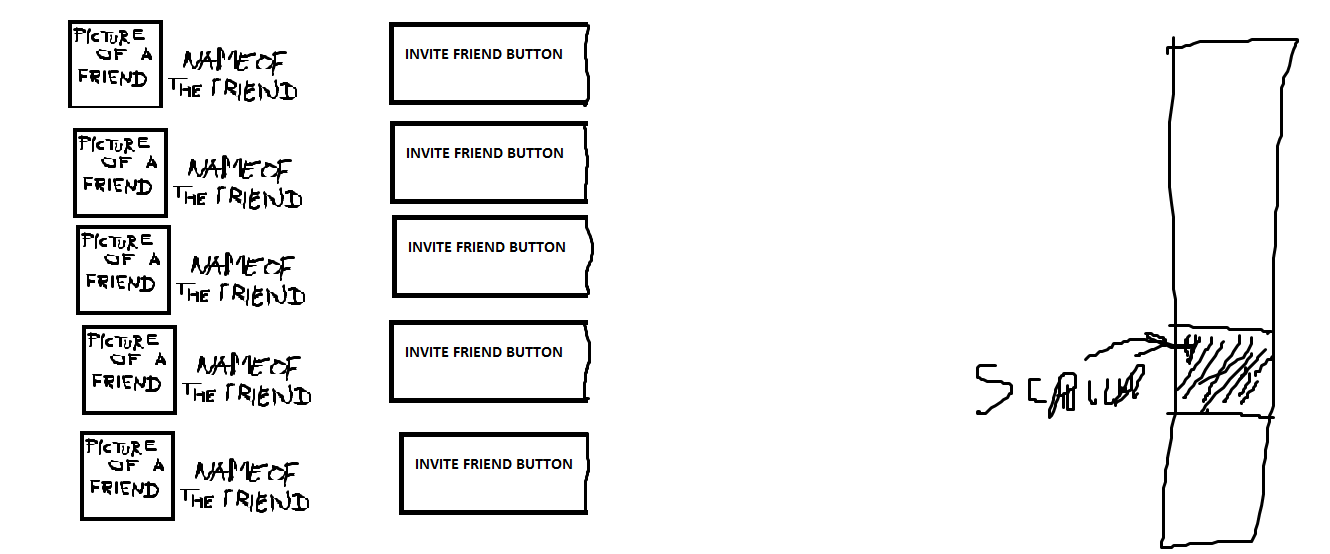 PICTURE
OF A
FRIEND
NAME OF
THE FRIEND
INVITE FRIEND BUTTON
PICTURE
OF A
FRIEND
NAME OF
THE FRIEND
INVITE FRIEND BUTTON
PICTURE
OF A
FRIEND
NAME OF
THE FRIEND
INVITE FRIEND BUTTON
PICTURE
OF A
FRIEND
NAME OF
THE FRIEND
INVITE FRIEND BUTTON
PICTURE
OF A
FRIEND
NAME OF
THE FRIEND
INVITE FRIEND BUTTON